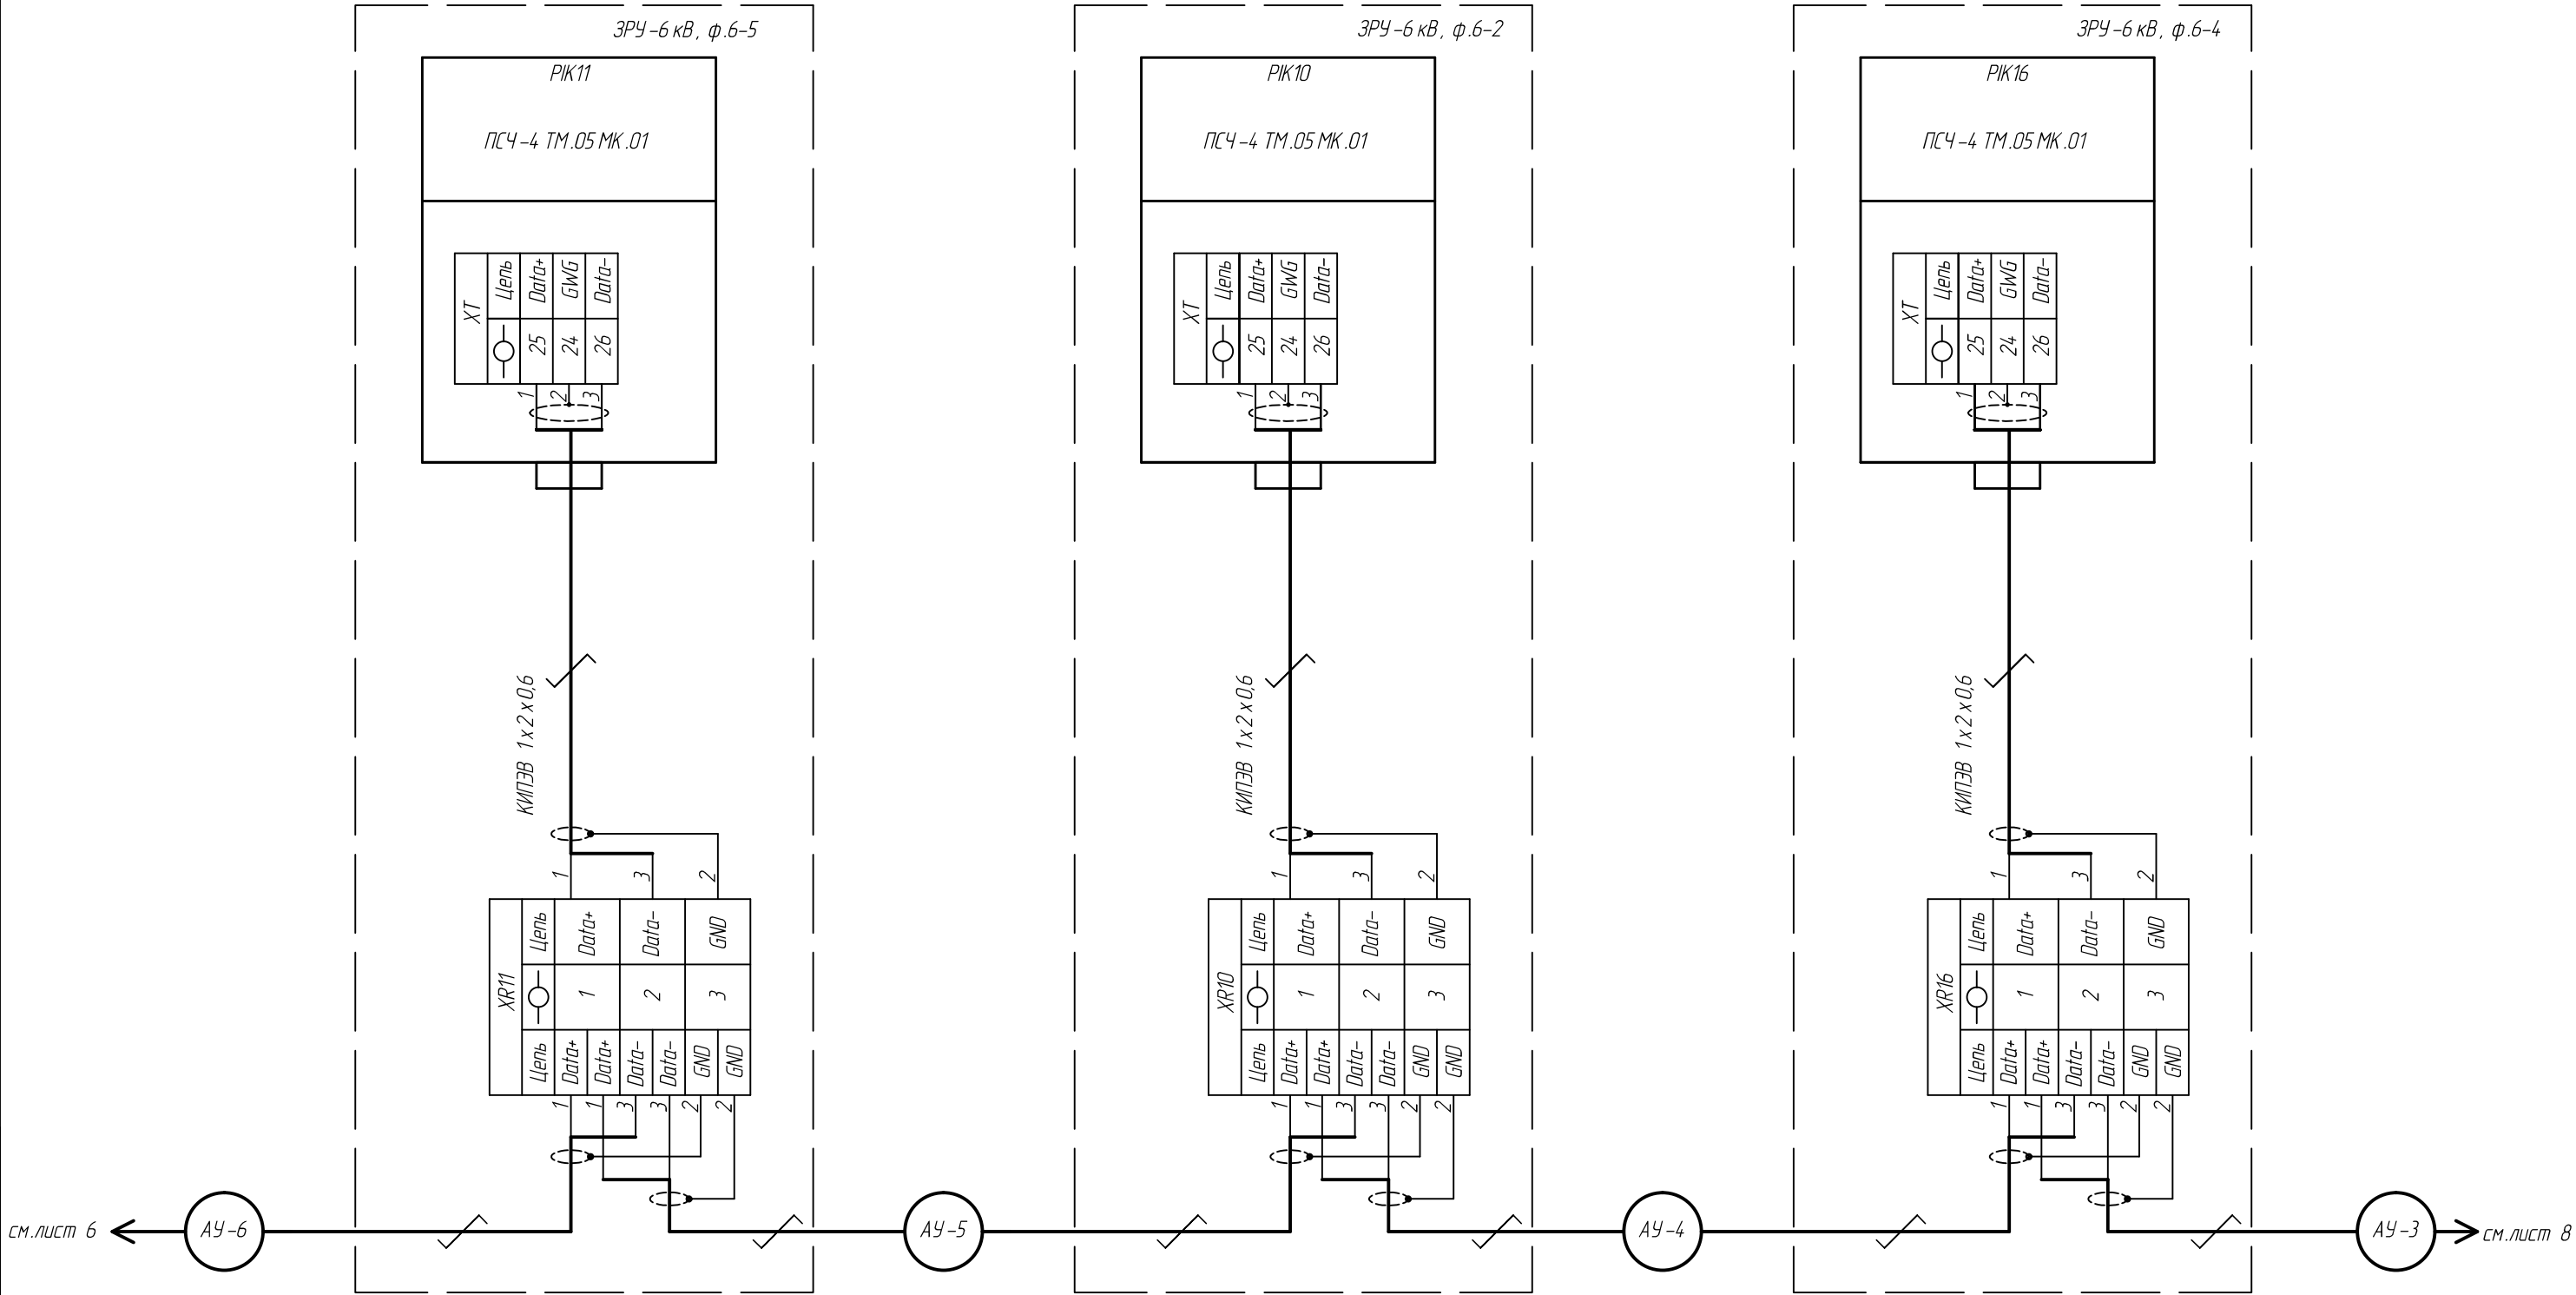 ЗРУ-6 кВ, ф.6-5
PIK11
ПСЧ-4 ТМ.05 МК.01
XT
Цепь Data+ GWG Data-
25 24 26
1 2 3
КИПЭВ 1х2х0,6
1 3 2
XR11
Цепь Data+ Data- GND
1 2 3
Цепь Data+ Data+ Data- Data- GND GND
1 1 3 3 2 2
ЗРУ-6 кВ, ф.6-2
PIK10
ПСЧ-4 ТМ.05 МК.01
XT
Цепь Data+ GWG Data-
25 24 26
1 2 3
КИПЭВ 1х2х0,6
1 3 2
XR10
Цепь Data+ Data- GND
1 2 3
Цепь Data+ Data+ Data- Data- GND GND
1 1 3 3 2 2
ЗРУ-6 кВ, ф.6-4
PIK16
ПСЧ-4 ТМ.05 МК.01
XT
Цепь Data+ GWG Data-
25 24 26
1 2 3
КИПЭВ 1х2х0,6
1 3 2
XR16
Цепь Data+ Data- GND
1 2 3
Цепь Data+ Data+ Data- Data- GND GND
1 1 3 3 2 2
см.лист 6
АУ-6
АУ-5
АУ-4
АУ-3
см.лист 8